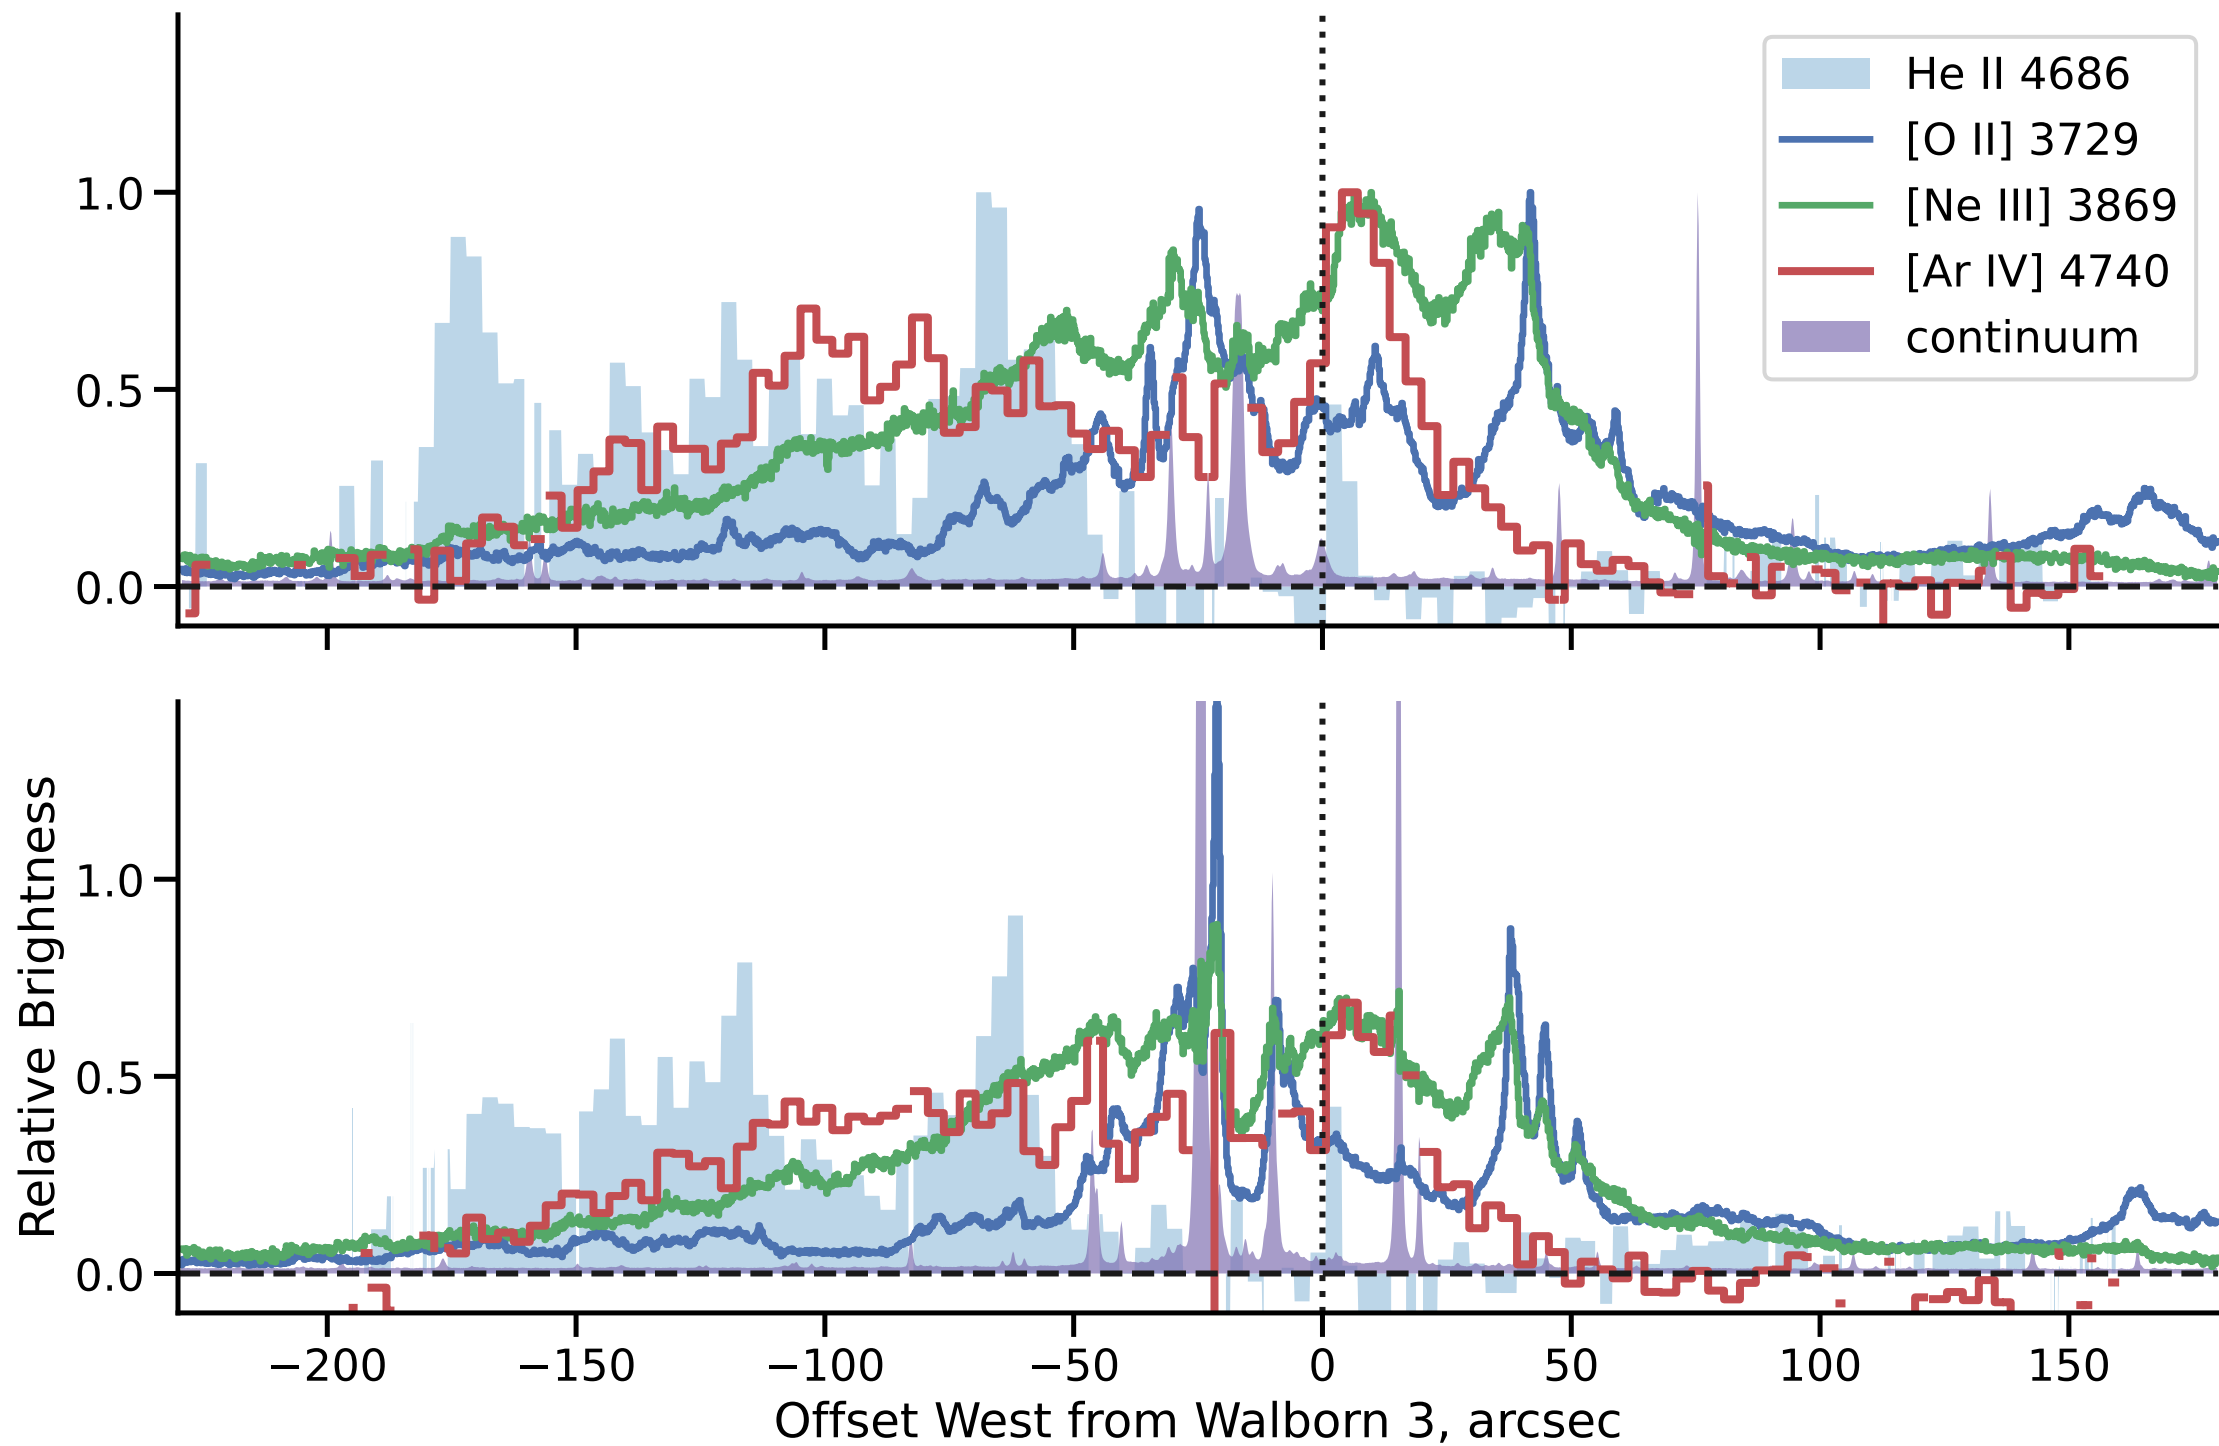 He II 4686
[O II] 3729
[Ne III] 3869
[Ar IV] 4740
continuum
1.0
0.5
0.0
Relative Brightness
1.0
0.5
0.0
−200 −150 −100 −50 0 50 100 150
Offset West from Walborn 3, arcsec